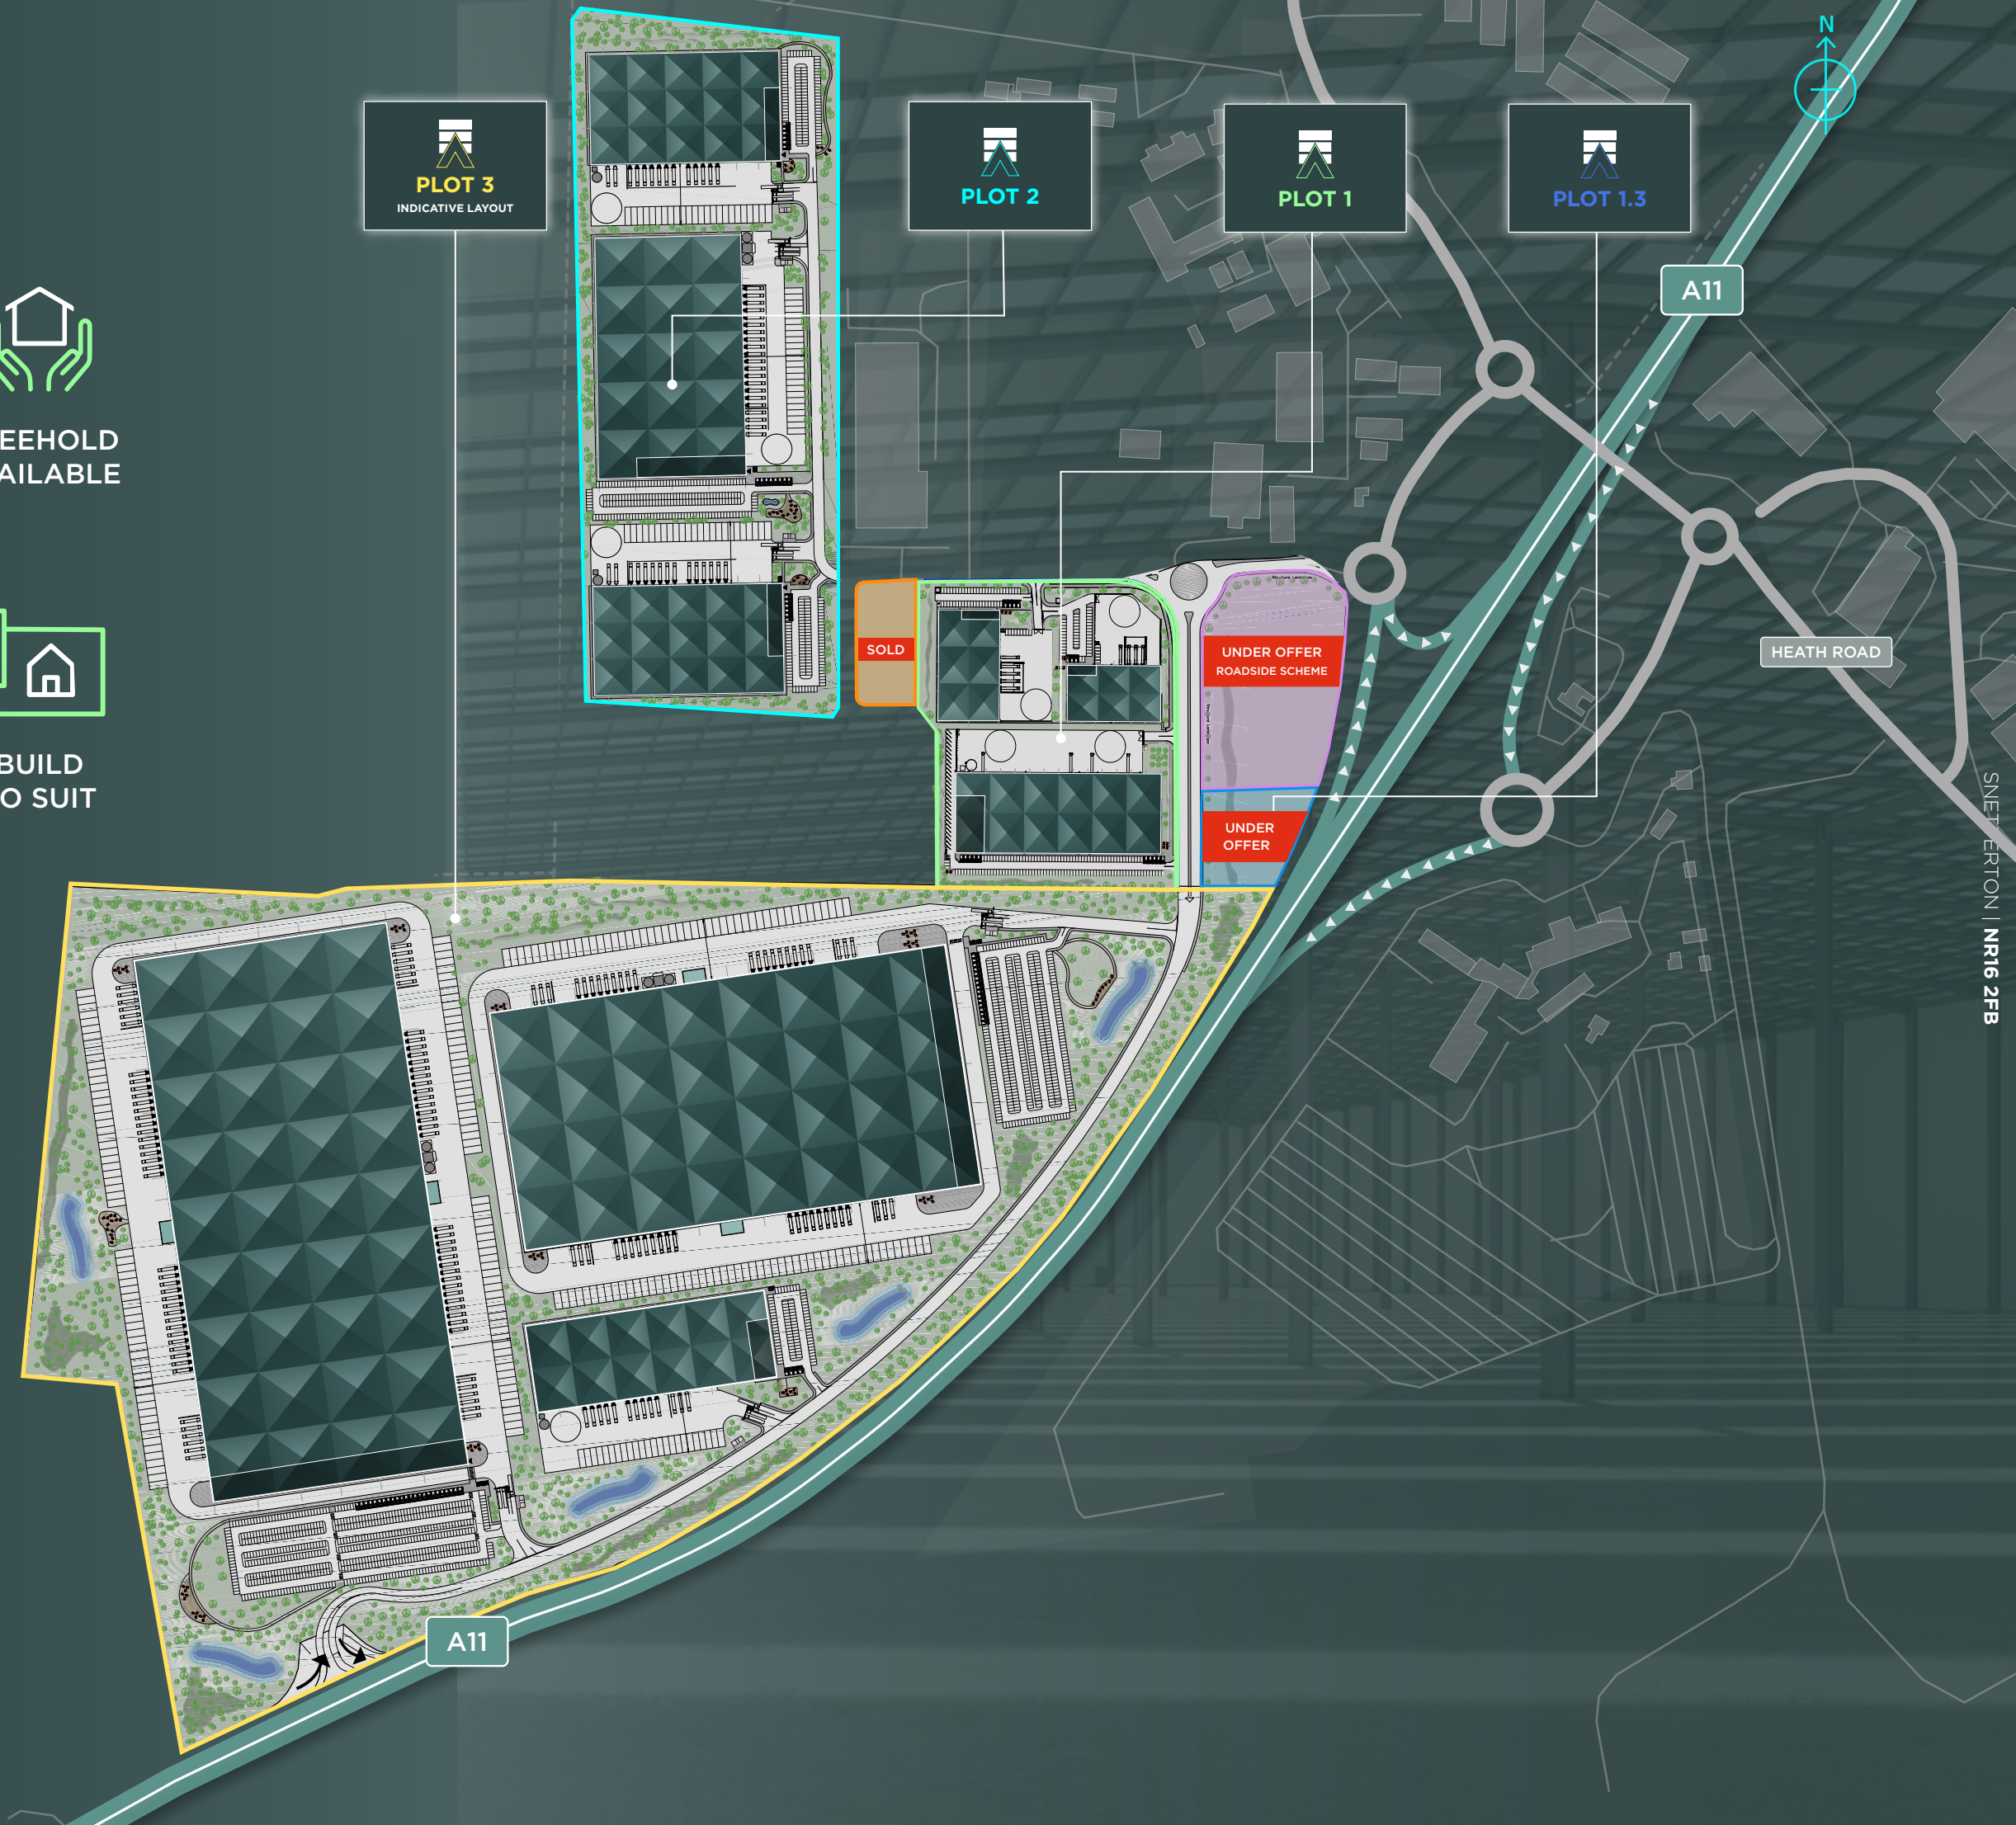 N
PLOT 3
INDICATIVE LAYOUT
PLOT 2
PLOT 1
PLOT 1.3
A11
EEHOLD
AILABLE
SOLD
UNDER OFFER
ROADSIDE SCHEME
HEATH ROAD
BUILD
O SUIT
UNDER
OFFER
SNETTERTON | NR16 2FB
A11